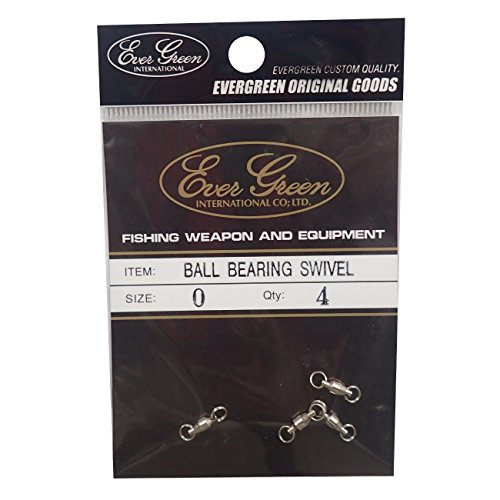 Ever Green
INTERNATIONAL
EVERGREEN CUSTOM QUALITY.
EVERGREEN ORIGINAL GOODS
Ever Green
INTERNATIONAL CO; LTD.
FISHING WEAPON AND EQUIPMENT
ITEM: BALL BEARING SWIVEL
SIZE: 0 Qty: 4